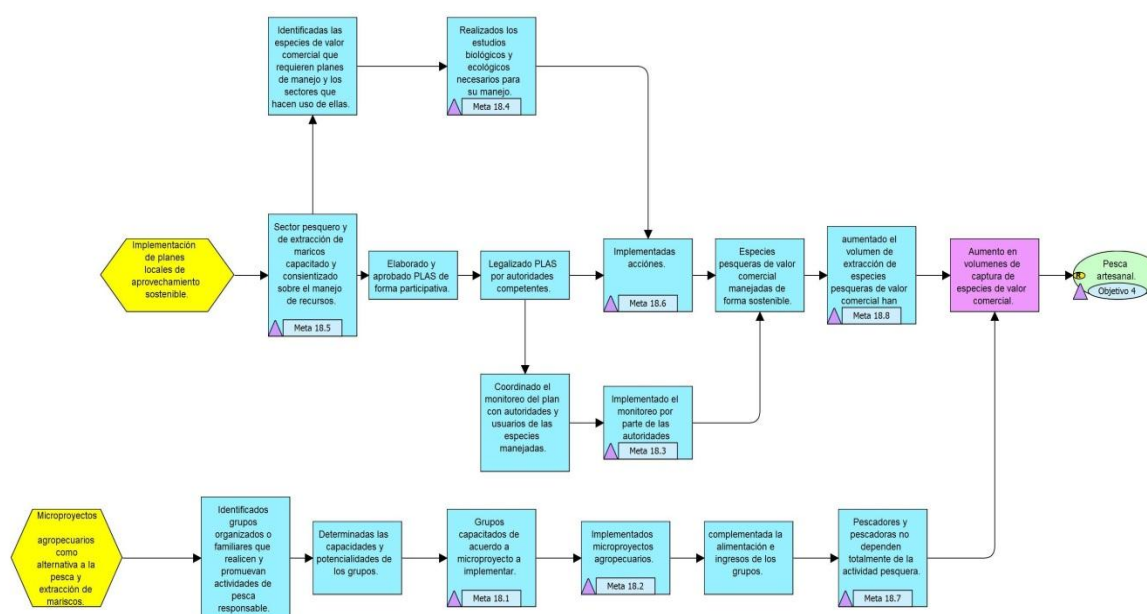 Identificadas las
especies de valor
comercial que
requieren planes
de manejo y los
sectores que
hacen uso de ellas.
Realizados los
estudios
biológicos y
ecológicos
necesarios para
su manejo.
Meta 18.4
Implementación
de planes
locales de
aprovechamiento
sostenible.
Sector pesquero y
de extracción de
maricos
capacitado y
consientizado
sobre el manejo
de recursos.
Meta 18.5
Elaborado y
aprobado PLAS de
forma participativa.
Legalizado PLAS
por autoridades
competentes.
Implementadas
acciónes.
Meta 18.6
Especies
pesqueras de valor
comercial
manejadas de
forma sostenible.
aumentado el
volumen de
extracción de
especies
pesqueras de valor
comercial han
Meta 18.8
Aumento en
volumenes de
captura de
especies de valor
comercial.
Pesca
artesanal.
Objetivo 4
Coordinado el
monitoreo del plan
con autoridades y
usuarios de las
especies
manejadas.
Implementado el
monitoreo por
parte de las
autoridades
Meta 18.3
Microproyectos
agropecuarios
como
alternativa a la
pesca y
extracción de
mariscos.
Identificados
grupos
organizados o
familiares que
realicen y
promuevan
actividades de
pesca
responsable.
Determinadas las
capacidades y
potencialidades de
los grupos.
Grupos
capacitados de
acuerdo a
microproyecto a
implementar.
Meta 18.1
Implementados
microproyectos
agropecuarios.
Meta 18.2
complementada la
alimentación e
ingresos de los
grupos.
Pescadores y
pescadoras no
dependen
totalmente de la
actividad pesquera.
Meta 18.7